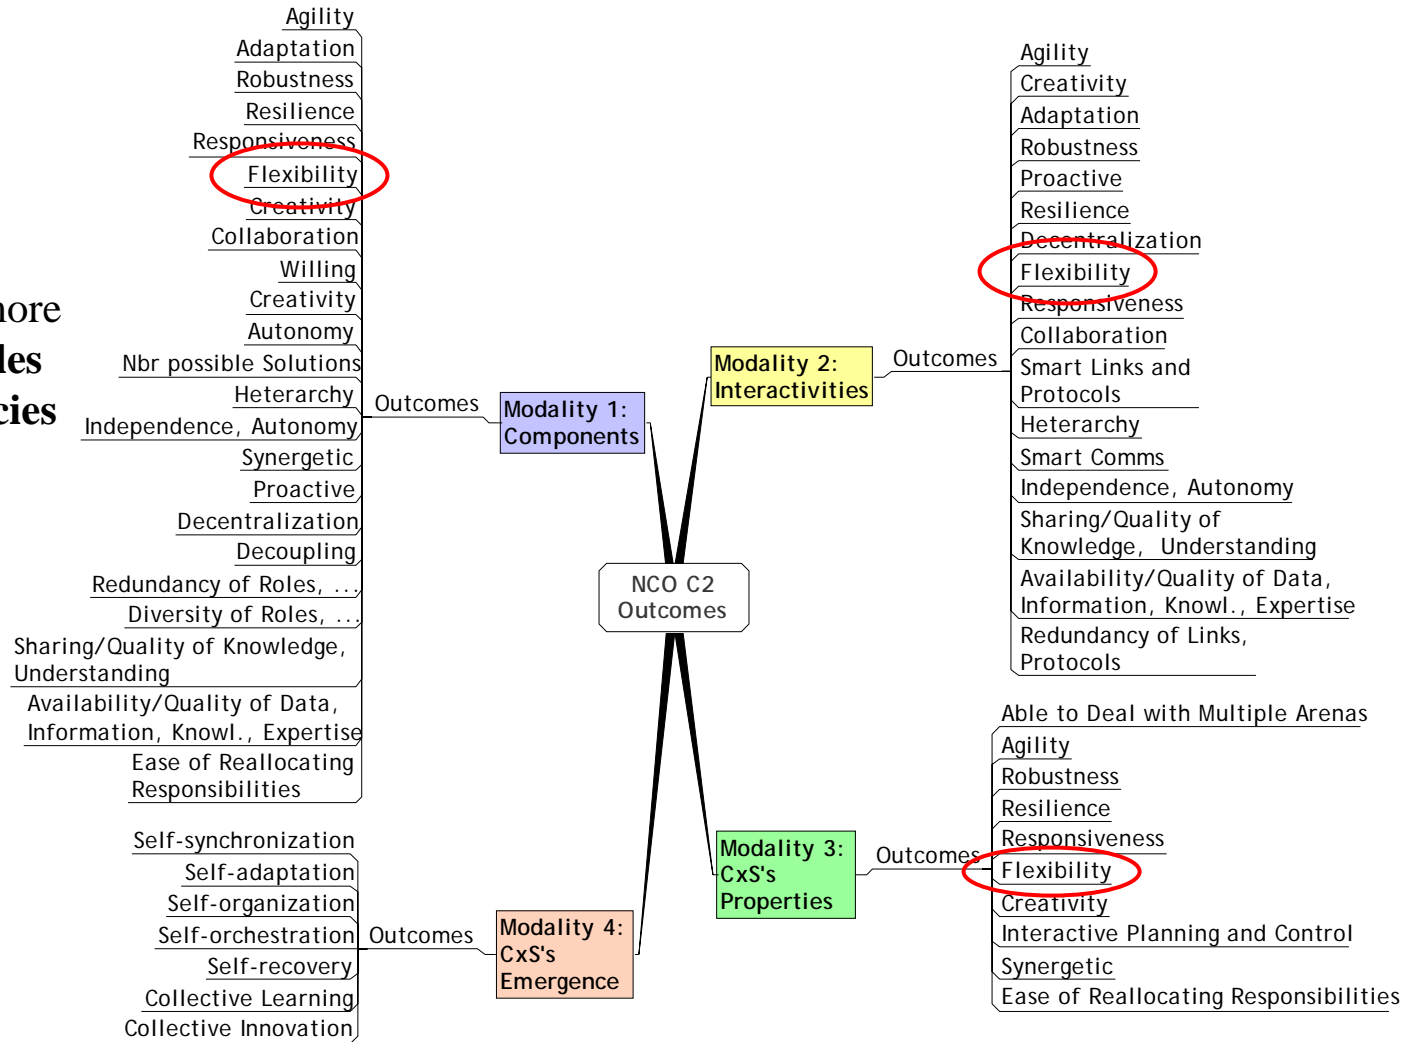 Agility
Adaptation
Robustness
Resilience
Responsiveness
Flexibility
Creativity
Collaboration
Willing
Creativity
Autonomy
Nbr possible Solutions
Heterarchy
Independence, Autonomy
Synergetic
Proactive
Decentralization
Decoupling
Redundancy of Roles, ...
Diversity of Roles, ...
Sharing/Quality of Knowledge,
Understanding
Availability/Quality of Data,
Information, Knowl., Expertise
Ease of Reallocating
Responsibilities
Outcomes
Modality 1:
Components
Modality 2:
Interactivities
Outcomes
Agility
Creativity
Adaptation
Robustness
Proactive
Resilience
Decentralization
Flexibility
Responsiveness
Collaboration
Smart Links and
Protocols
Heterarchy
Smart Comms
Independence, Autonomy
Sharing/Quality of
Knowledge, Understanding
Availability/Quality of Data,
Information, Knowl., Expertise
Redundancy of Links,
Protocols
NCO C2
Outcomes
Modality 3:
CxS's
Properties
Outcomes
Able to Deal with Multiple Arenas
Agility
Robustness
Resilience
Responsiveness
Flexibility
Creativity
Interactive Planning and Control
Synergetic
Ease of Reallocating Responsibilities
Self-synchronization
Self-adaptation
Self-organization
Self-orchestration
Self-recovery
Collective Learning
Collective Innovation
Outcomes
Modality 4:
CxS's
Emergence